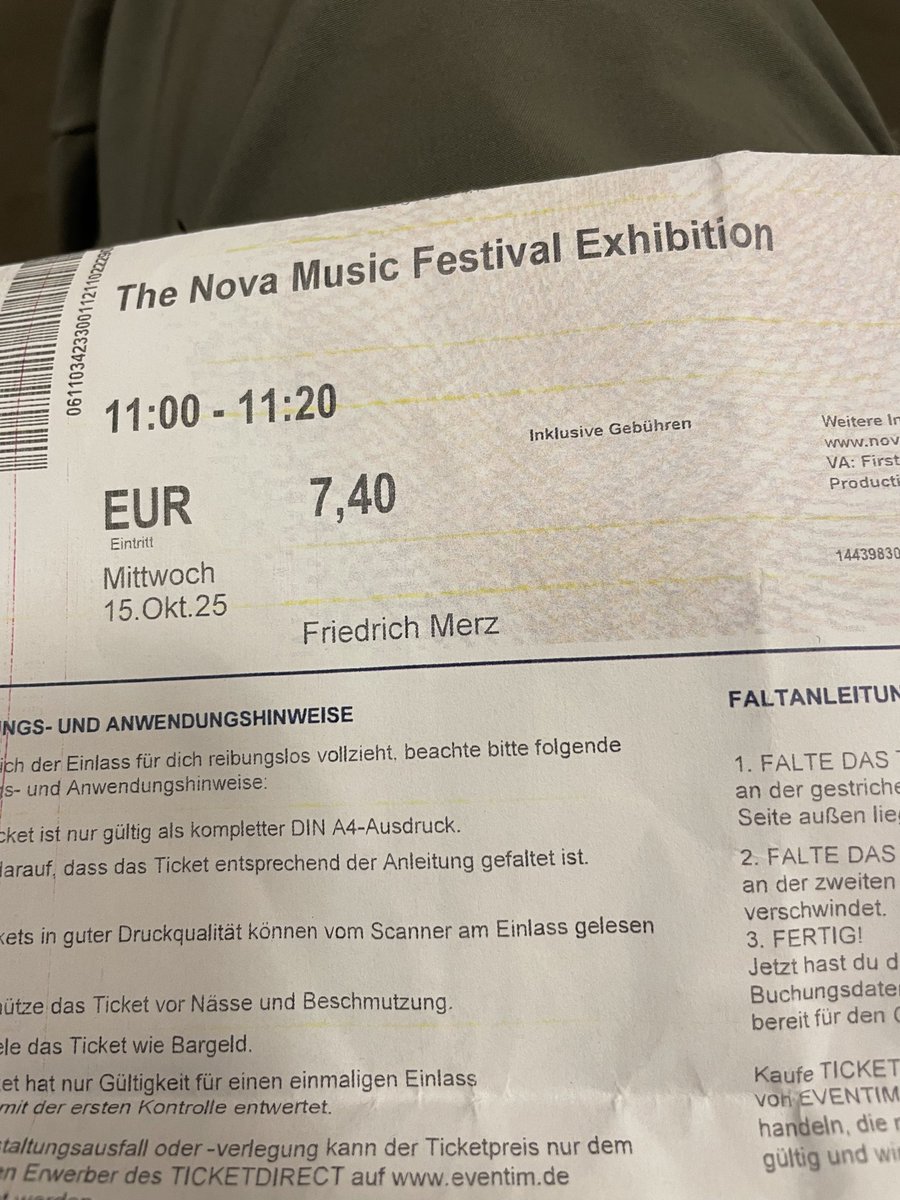 The Nova Music Festival Exhibition
11:00 - 11:20
Inklusive Gebühren
EUR 7,40
Eintritt
Mittwoch
15.Okt.25
Friedrich Merz
Weitere In
www.nov
VA: First
Producti
14439830
UNGS- UND ANWENDUNGSHINWEISE
ich der Einlass für dich reibungslos vollzieht, beachte bitte folgende
gs- und Anwendungshinweise:
cket ist nur gültig als kompletter DIN A4-Ausdruck.
darauf, dass das Ticket entsprechend der Anleitung gefaltet ist.
kets in guter Druckqualität können vom Scanner am Einlass gelesen
hütze das Ticket vor Nässe und Beschmutzung.
ele das Ticket wie Bargeld.
et hat nur Gültigkeit für einen einmaligen Einlass
mit der ersten Kontrolle entwertet.
staltungsausfall oder -verlegung kann der Ticketpreis nur dem
en Erwerber des TICKETDIRECT auf www.eventim.de
FALTANLEITUN
1. FALTE DAS T
an der gestriche
Seite außen lieg
2. FALTE DAS
an der zweiten
verschwindet.
3. FERTIG!
Jetzt hast du d
Buchungsdaten
bereit für den
Kaufe TICKET
von EVENTIM
handeln, die
gültig und wi